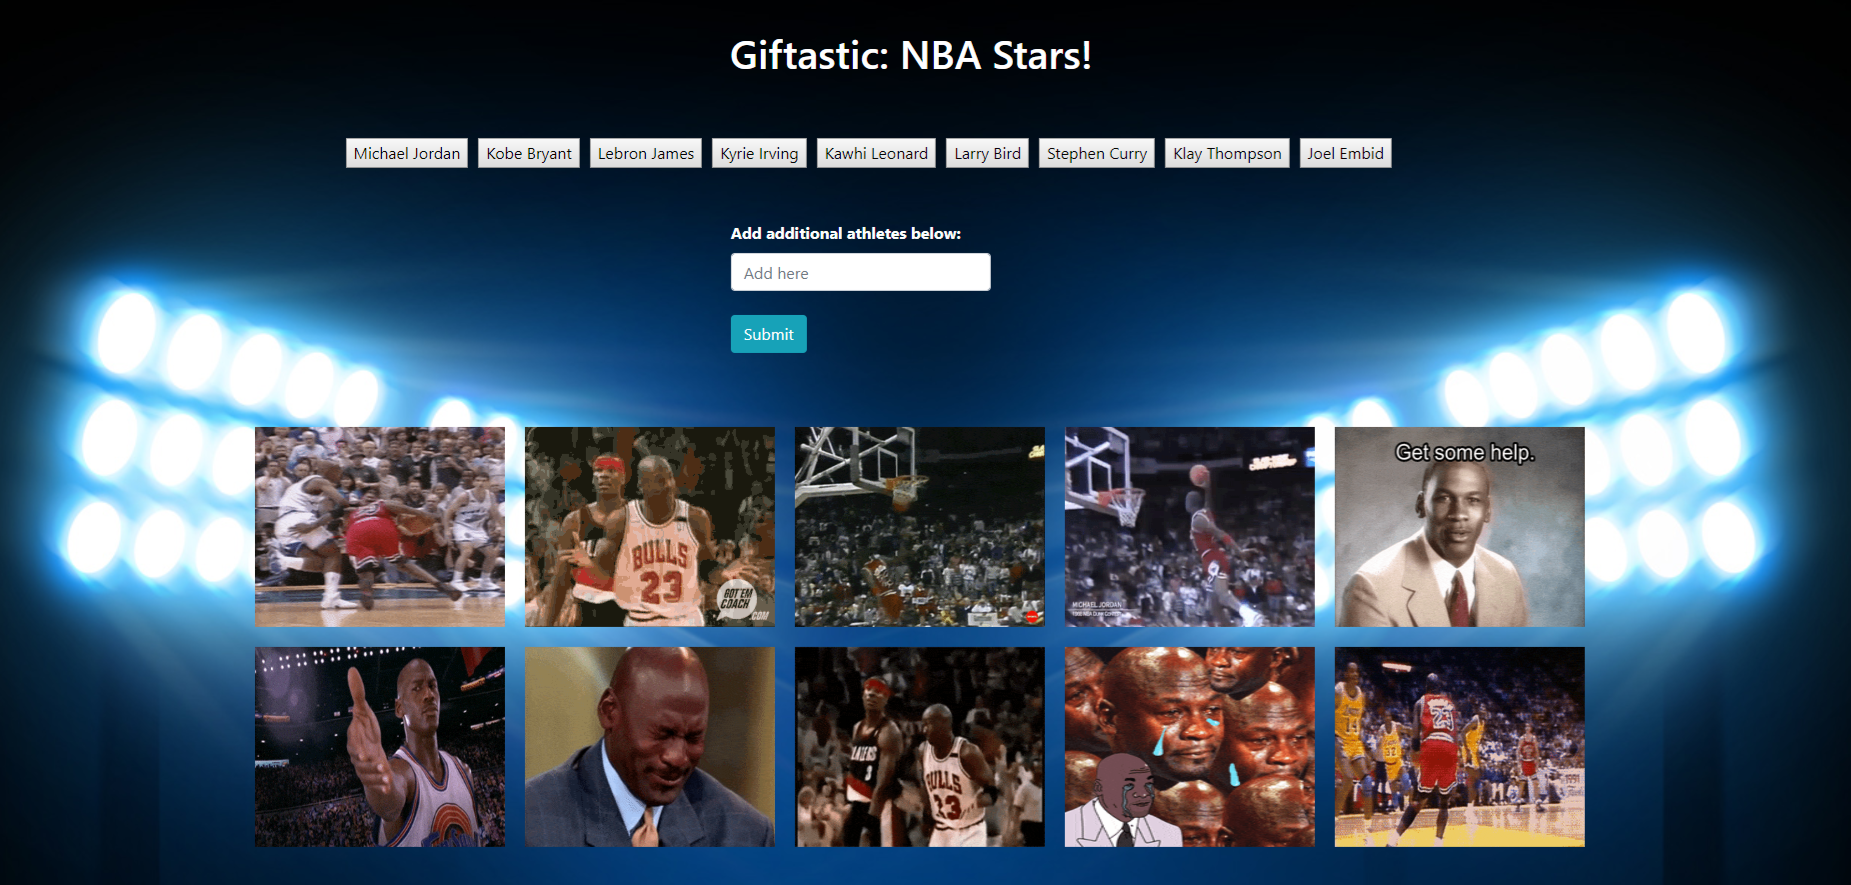 Giftastic: NBA Stars!
Michael Jordan
Kobe Bryant
Lebron James
Kyrie Irving
Kawhi Leonard
Larry Bird
Stephen Curry
Klay Thompson
Joel Embid
Add additional athletes below:
Add here
Submit
BULLS
23
GOT 'EM
COACH
.COM
MICHAEL JORDAN
Get some help.
23